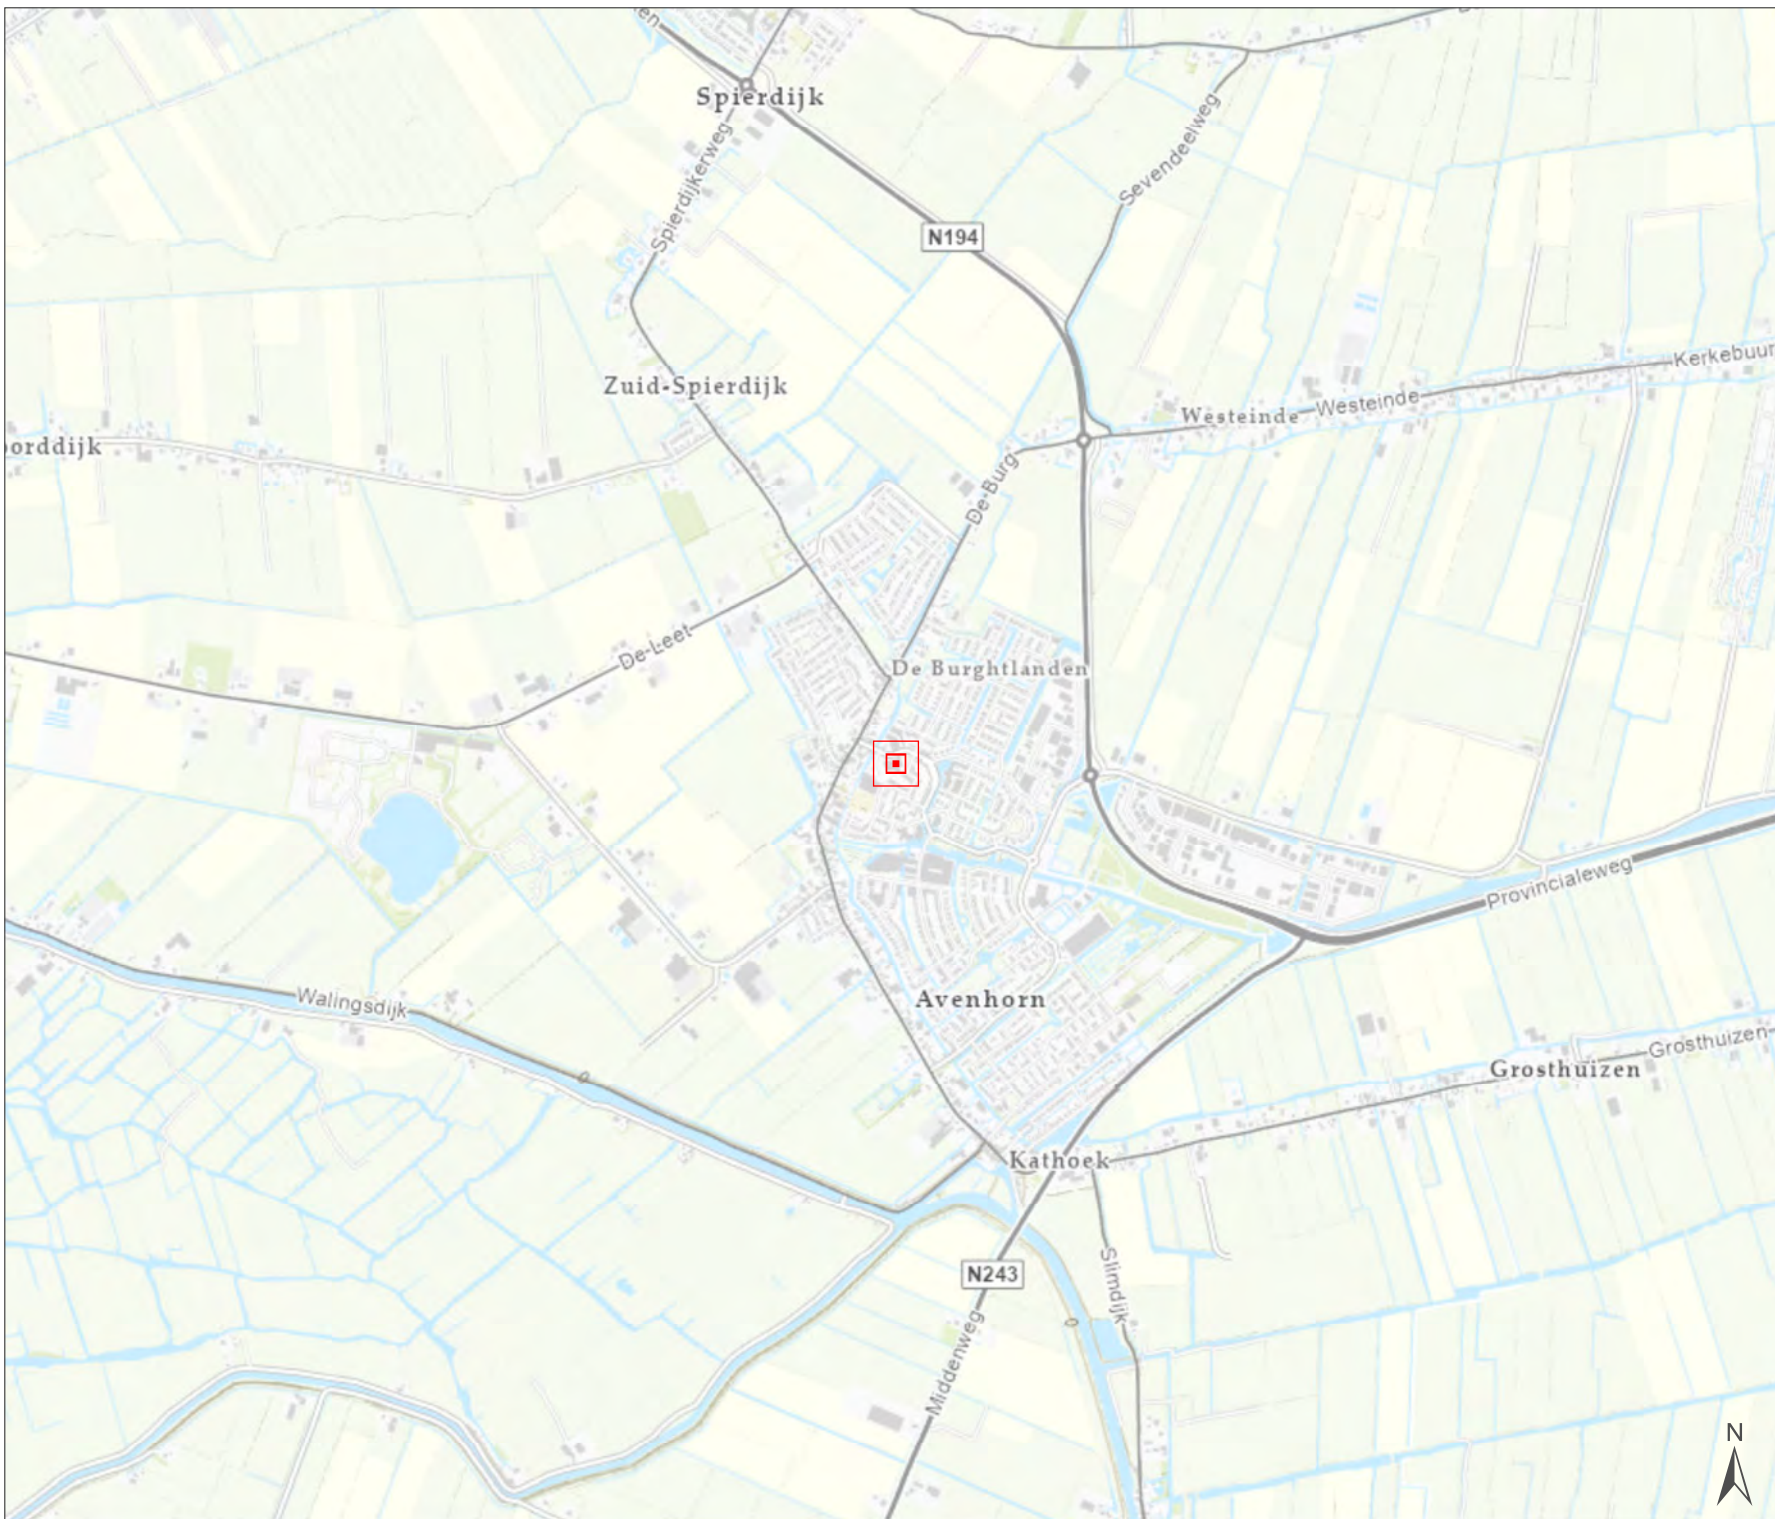 Spierdijk
Spierdijkerweg
Sevendeelweg
N194
Kerkebuur
Zuid-Spierdijk
Westeinde
Westeinde
oorddijk
De Burg
De Leet
De Burghtlanden
Provincialeweg
Walingsdijk
Avenhorn
Grosthuizen
Grosthuizen
Kathoek
N243
Slimdijk
Middenweg
N